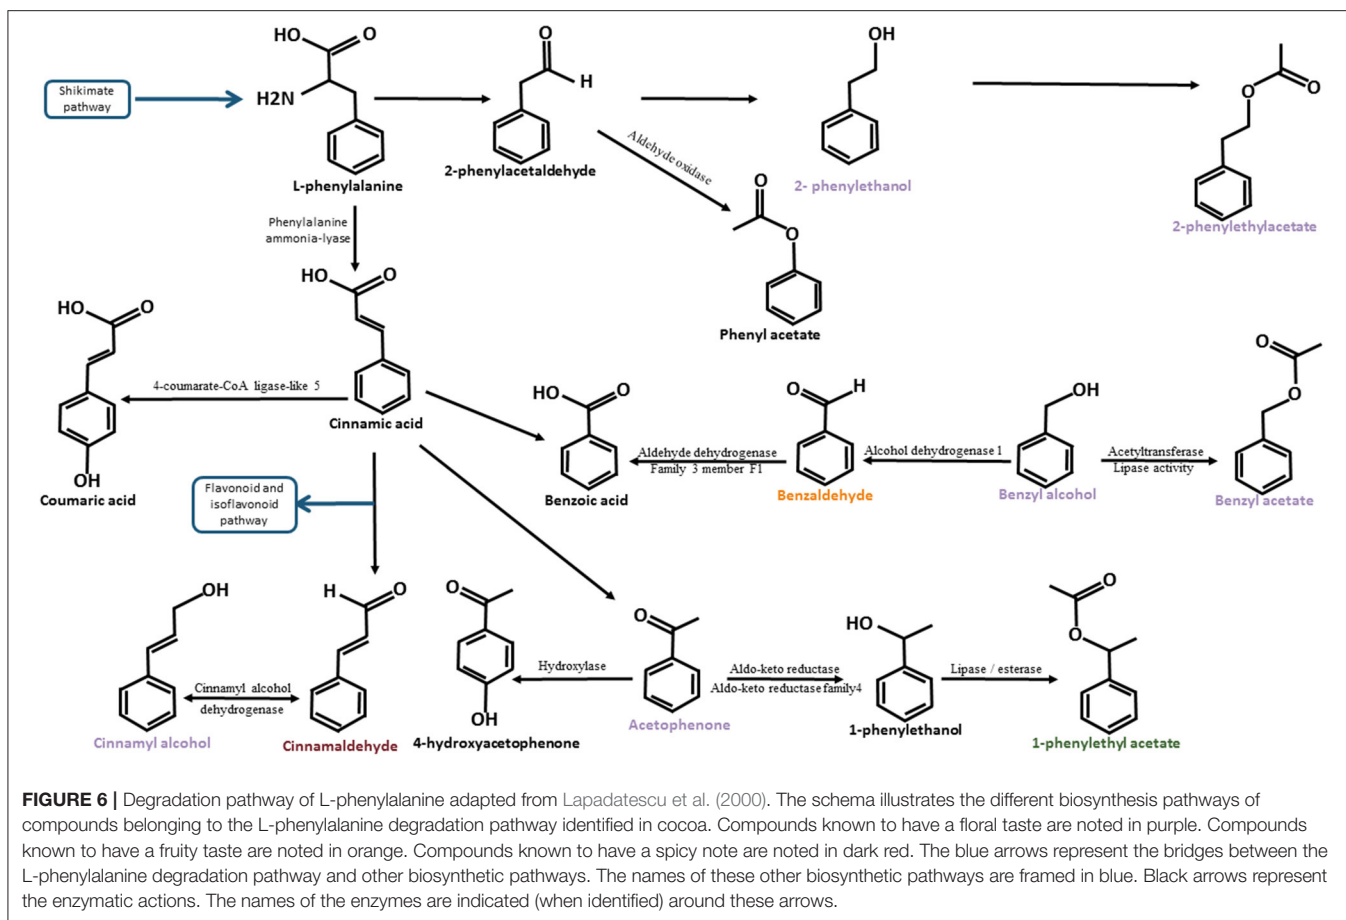 HO
O
O
H
OH
O
O
Shikimate
pathway
H2N
L-phenylalanine
2-phenylacetaldehyde
Aldehyde oxidase
2- phenylethanol
2-phenylethylacetate
Phenylalanine
ammonia-lyase
O
O
Phenyl acetate
HO
O
HO
O
4-coumarate-CoA ligase-like 5
Cinnamic acid
OH
Coumaric acid
HO
O
Benzoic acid
Aldehyde dehydrogenase
Family 3 member F1
O
H
Benzaldehyde
Alcohol dehydrogenase 1
OH
Benzyl alcohol
Acetyltransferase
Lipase activity
O
O
Benzyl acetate
Flavonoid and
isoflavonoid
pathway
OH
Cinnamyl alcohol
Cinnamyl alcohol
dehydrogenase
H
O
Cinnamaldehyde
O
OH
4-hydroxyacetophenone
Hydroxylase
O
Acetophenone
Aldo-keto reductase
Aldo-keto reductase family4
HO
1-phenylethanol
Lipase / esterase
O
O
1-phenylethyl acetate
FIGURE 6 | Degradation pathway of L-phenylalanine adapted from Lapadatescu et al. (2000). The schema illustrates the different biosynthesis pathways of
compounds belonging to the L-phenylalanine degradation pathway identified in cocoa. Compounds known to have a floral taste are noted in purple. Compounds
known to have a fruity taste are noted in orange. Compounds known to have a spicy note are noted in dark red. The blue arrows represent the bridges between the
L-phenylalanine degradation pathway and other biosynthetic pathways. The names of these other biosynthetic pathways are framed in blue. Black arrows represent
the enzymatic actions. The names of the enzymes are indicated (when identified) around these arrows.